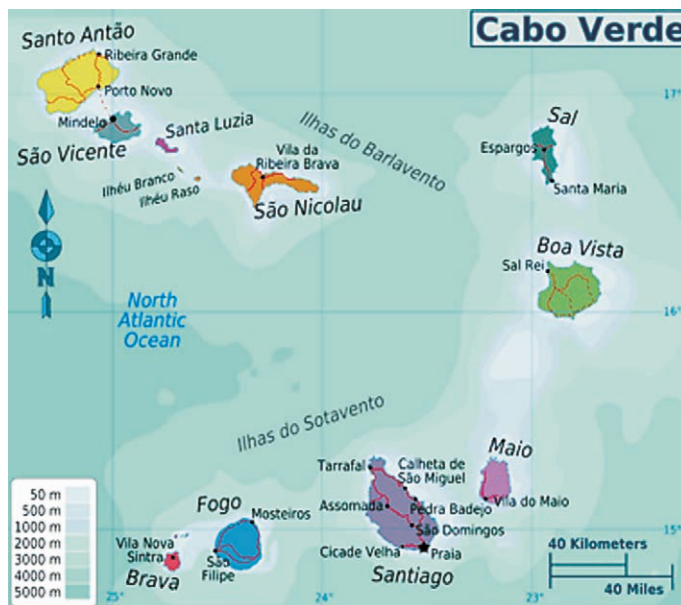 Cabo Verde
Santo Antão
Ribeira Grande
Porto Novo
Mindelo
São Vicente
Santa Luzia
Ilhéu Branco
Ilhéu Raso
Vila da
Ribeira Brava
São Nicolau
Ilhas do Barlavento
17°
Sal
Espargos
Santa Maria
Boa Vista
Sal Rei
16°
N
North
Atlantic
Ocean
Ilhas do Sotavento
Maio
Vila do Maio
Tarrafal
Calheta de
São Miguel
Assomada
Pedra Badejo
São Domingos
Cicade Velha
Praia
Santiago
Fogo
Mosteiros
São
Filipe
Vila Nova
Sintra
Brava
15°
50 m
500 m
1000 m
2000 m
3000 m
4000 m
5000 m
25°
24°
23°
40 Kilometers
40 Miles